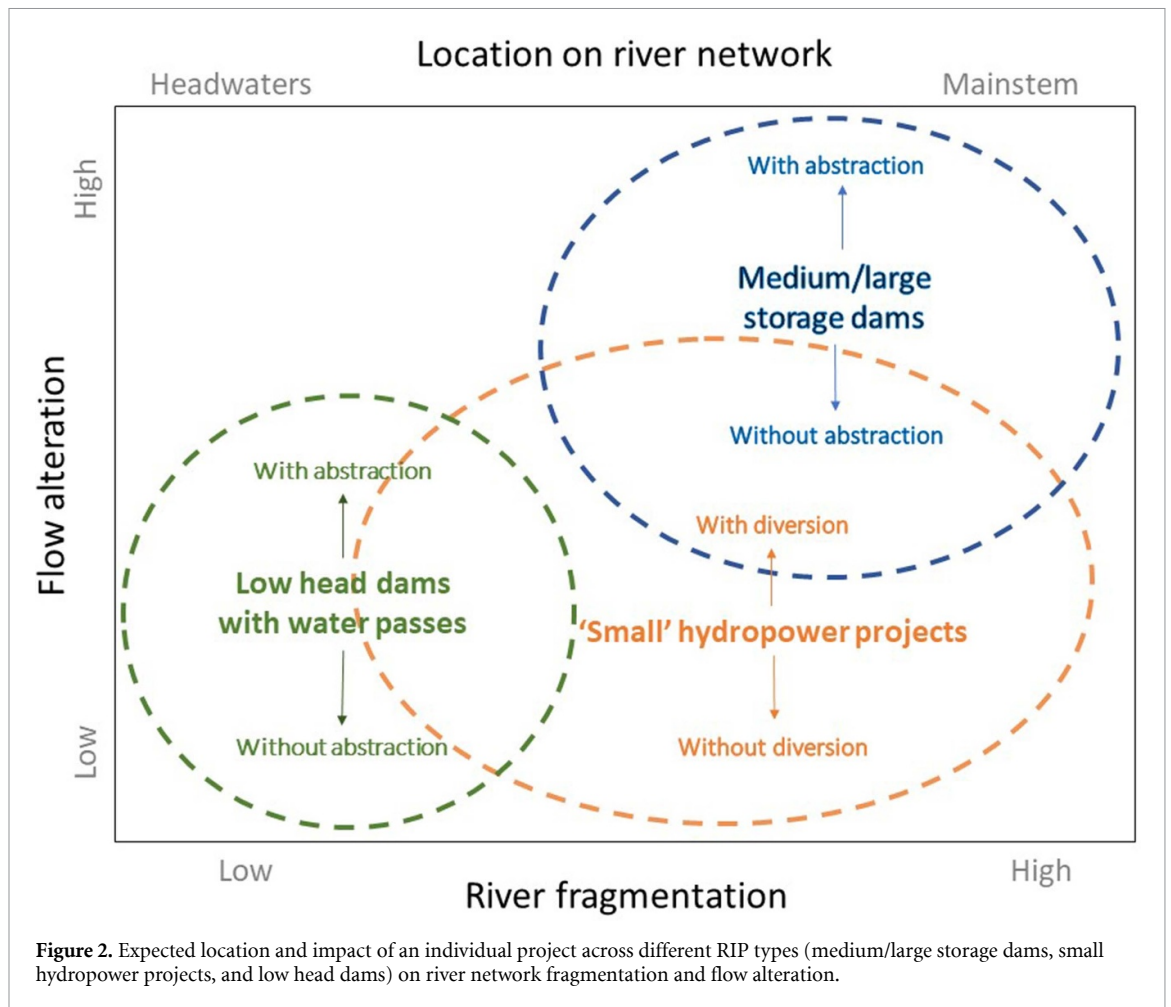 Location on river network
Headwaters
Mainstem
High
Flow alteration
Low
With abstraction
Medium/large
storage dams
Without abstraction
With abstraction
Low head dams
with water passes
Without abstraction
With diversion
‘Small’ hydropower projects
Without diversion
Low
High
River fragmentation
Figure 2. Expected location and impact of an individual project across different RIP types (medium/large storage dams, small
hydropower projects, and low head dams) on river network fragmentation and flow alteration.